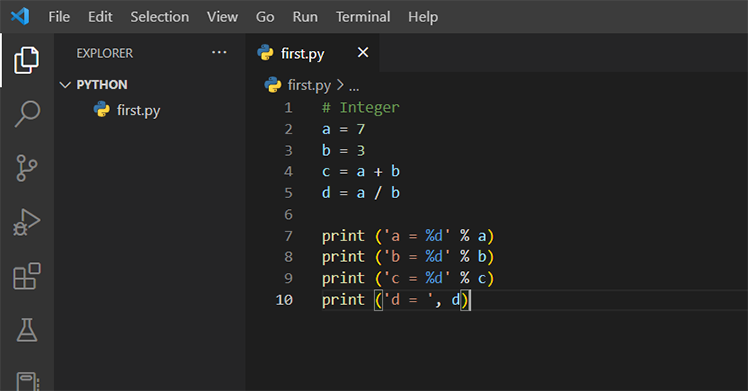 File Edit Selection View Go Run Terminal Help
EXPLORER ...
PYTHON
first.py
first.py
first.py > ...
1 # Integer
2 a = 7
3 b = 3
4 c = a + b
5 d = a / b
6
7 print ('a = %d' % a)
8 print ('b = %d' % b)
9 print ('c = %d' % c)
10 print ('d = ', d)